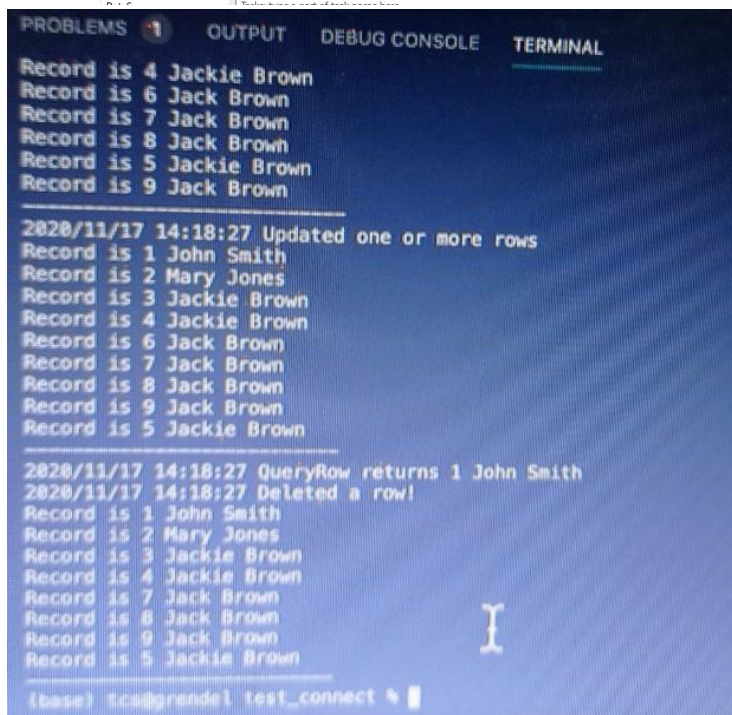 PROBLEMS 1 OUTPUT DEBUG CONSOLE TERMINAL
Record is 4 Jackie Brown
Record is 6 Jack Brown
Record is 7 Jack Brown
Record is 8 Jack Brown
Record is 5 Jackie Brown
Record is 9 Jack Brown
2020/11/17 14:18:27 Updated one or more rows
Record is 1 John Smith
Record is 2 Mary Jones
Record is 3 Jackie Brown
Record is 4 Jackie Brown
Record is 6 Jack Brown
Record is 7 Jack Brown
Record is 8 Jack Brown
Record is 9 Jack Brown
Record is 5 Jackie Brown
2020/11/17 14:18:27 QueryRow returns 1 John Smith
2020/11/17 14:18:27 Deleted a row!
Record is 1 John Smith
Record is 2 Mary Jones
Record is 3 Jackie Brown
Record is 4 Jackie Brown
Record is 7 Jack Brown
Record is 8 Jack Brown
Record is 9 Jack Brown
Record is 5 Jackie Brown
(base) tcs@grendel test_connect %